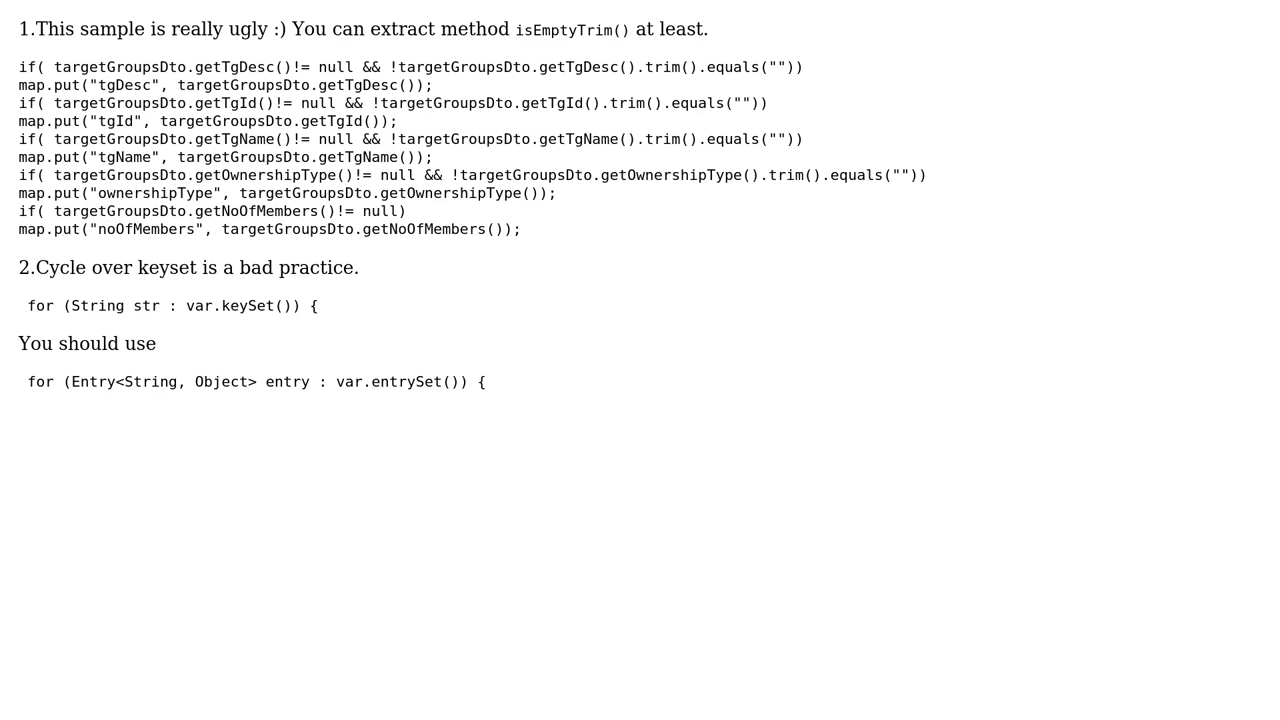 1.This sample is really ugly :) You can extract method isEmptyTrim() at least.
if( targetGroupsDto.getTgDesc()!= null && !targetGroupsDto.getTgDesc().trim().equals(""))
map.put("tgDesc", targetGroupsDto.getTgDesc());
if( targetGroupsDto.getTgId()!= null && !targetGroupsDto.getTgId().trim().equals(""))
map.put("tgId", targetGroupsDto.getTgId());
if( targetGroupsDto.getTgName()!= null && !targetGroupsDto.getTgName().trim().equals(""))
map.put("tgName", targetGroupsDto.getTgName());
if( targetGroupsDto.getOwnershipType()!= null && !targetGroupsDto.getOwnershipType().trim().equals(""))
map.put("ownershipType", targetGroupsDto.getOwnershipType());
if( targetGroupsDto.getNoOfMembers()!= null)
map.put("noOfMembers", targetGroupsDto.getNoOfMembers());
2.Cycle over keyset is a bad practice.
for (String str : var.keySet()) {
You should use
for (Entry<String, Object> entry : var.entrySet()) {